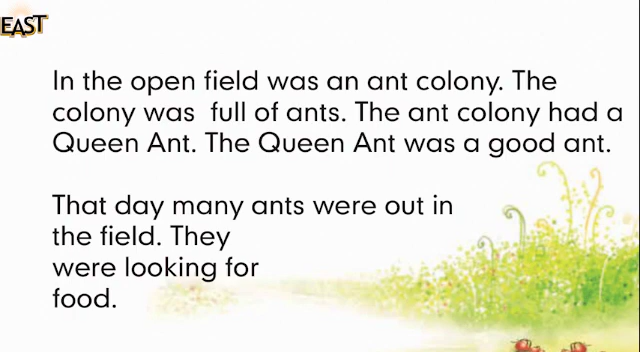 EAST
In the open field was an ant colony. The
colony was  full of ants. The ant colony had a
Queen Ant. The Queen Ant was a good ant.
That day many ants were out in
the field. They
were looking for
food.